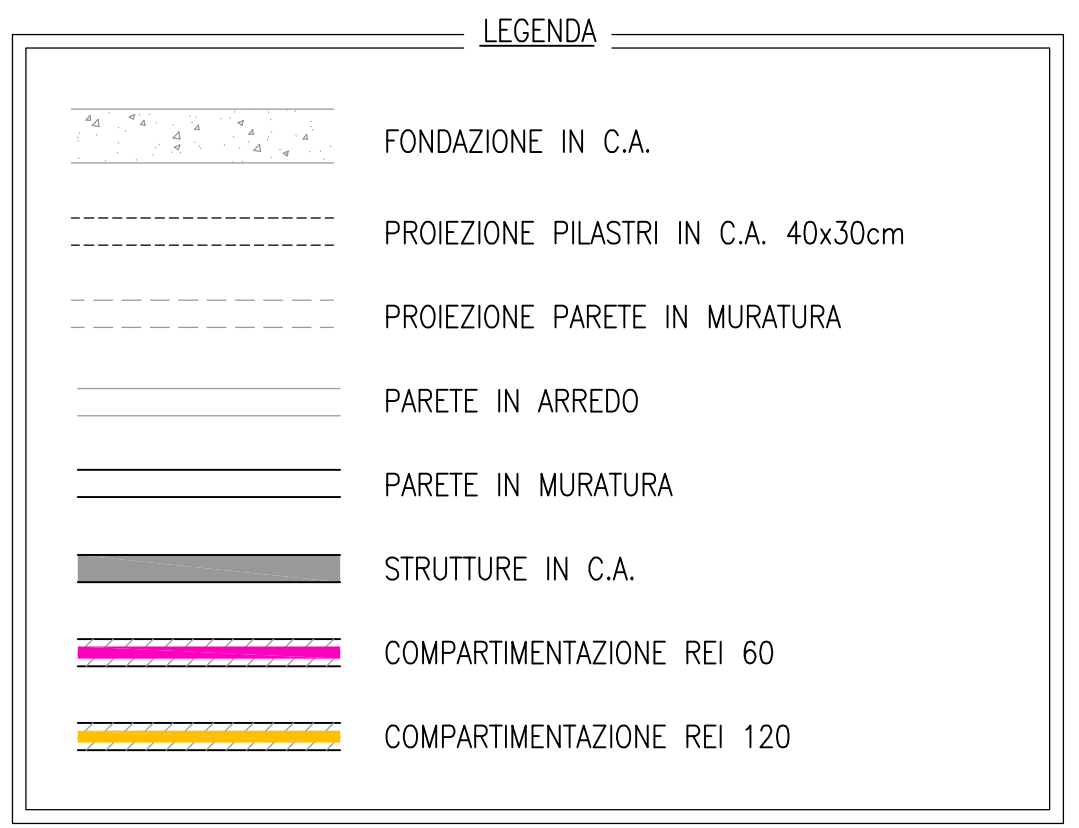 LEGENDA
FONDAZIONE IN C.A.
PROIEZIONE PILASTRI IN C.A. 40x30cm
PROIEZIONE PARETE IN MURATURA
PARETE IN ARREDO
PARETE IN MURATURA
STRUTTURE IN C.A.
COMPARTIMENTAZIONE REI 60
COMPARTIMENTAZIONE REI 120